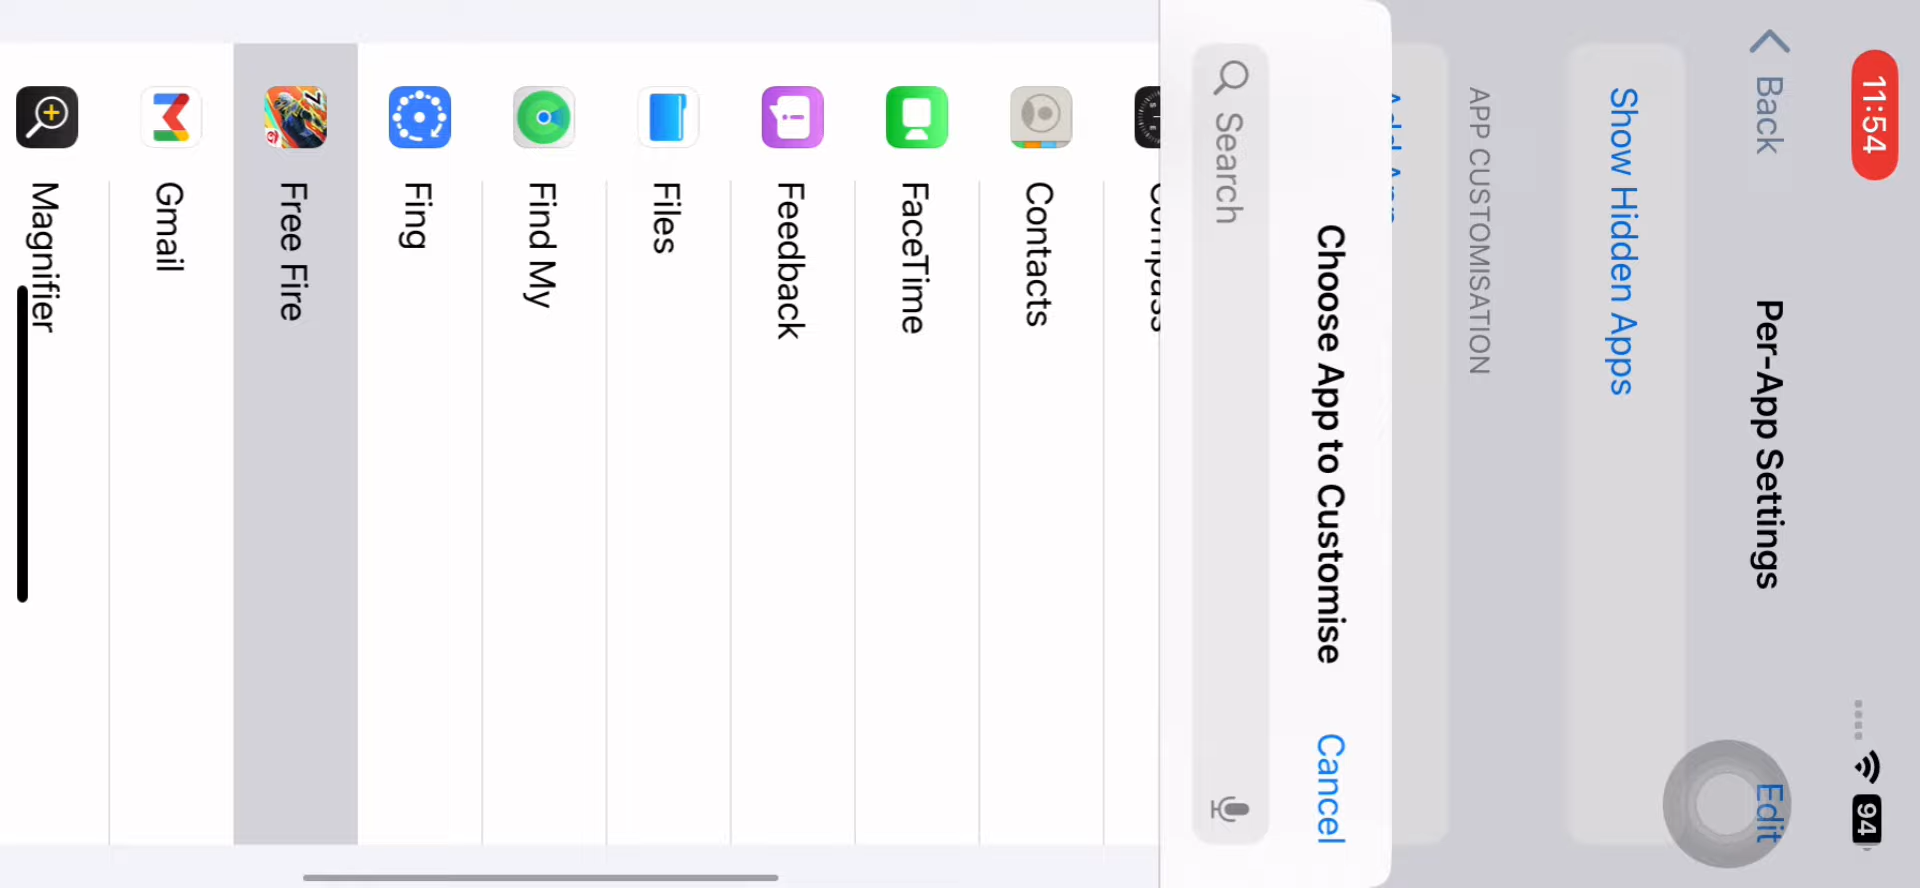 11:54
94
Back
Per-App Settings
Edit
Show Hidden Apps
APP CUSTOMISATION
Choose App to Customise
Cancel
Search
Compass
Contacts
FaceTime
Feedback
Files
Find My
Fing
Free Fire
Gmail
Magnifier